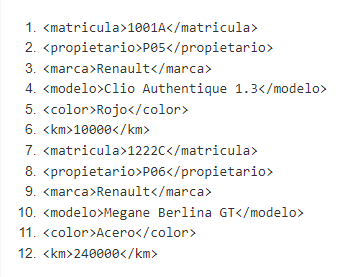 1. <matricula>1001A</matricula>
2. <propietario>P05</propietario>
3. <marca>Renault</marca>
4. <modelo>Clio Authentique 1.3</modelo>
5. <color>Rojo</color>
6. <km>10000</km>
7. <matricula>1222C</matricula>
8. <propietario>P06</propietario>
9. <marca>Renault</marca>
10. <modelo>Megane Berlina GT</modelo>
11. <color>Acero</color>
12. <km>240000</km>